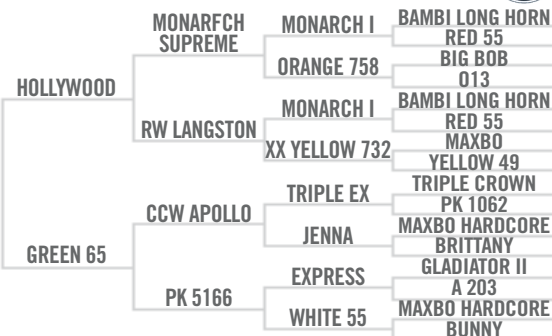 HOLLYWOOD
MONARFCH
SUPREME
MONARCH I
BAMBI LONG HORN
RED 55
ORANGE 758
BIG BOB
013
RW LANGSTON
MONARCH I
BAMBI LONG HORN
RED 55
XX YELLOW 732
MAXBO
YELLOW 49
GREEN 65
CCW APOLLO
TRIPLE EX
TRIPLE CROWN
PK 1062
JENNA
MAXBO HARDCORE
BRITTANY
PK 5166
EXPRESS
GLADIATOR II
A 203
WHITE 55
MAXBO HARDCORE
BUNNY